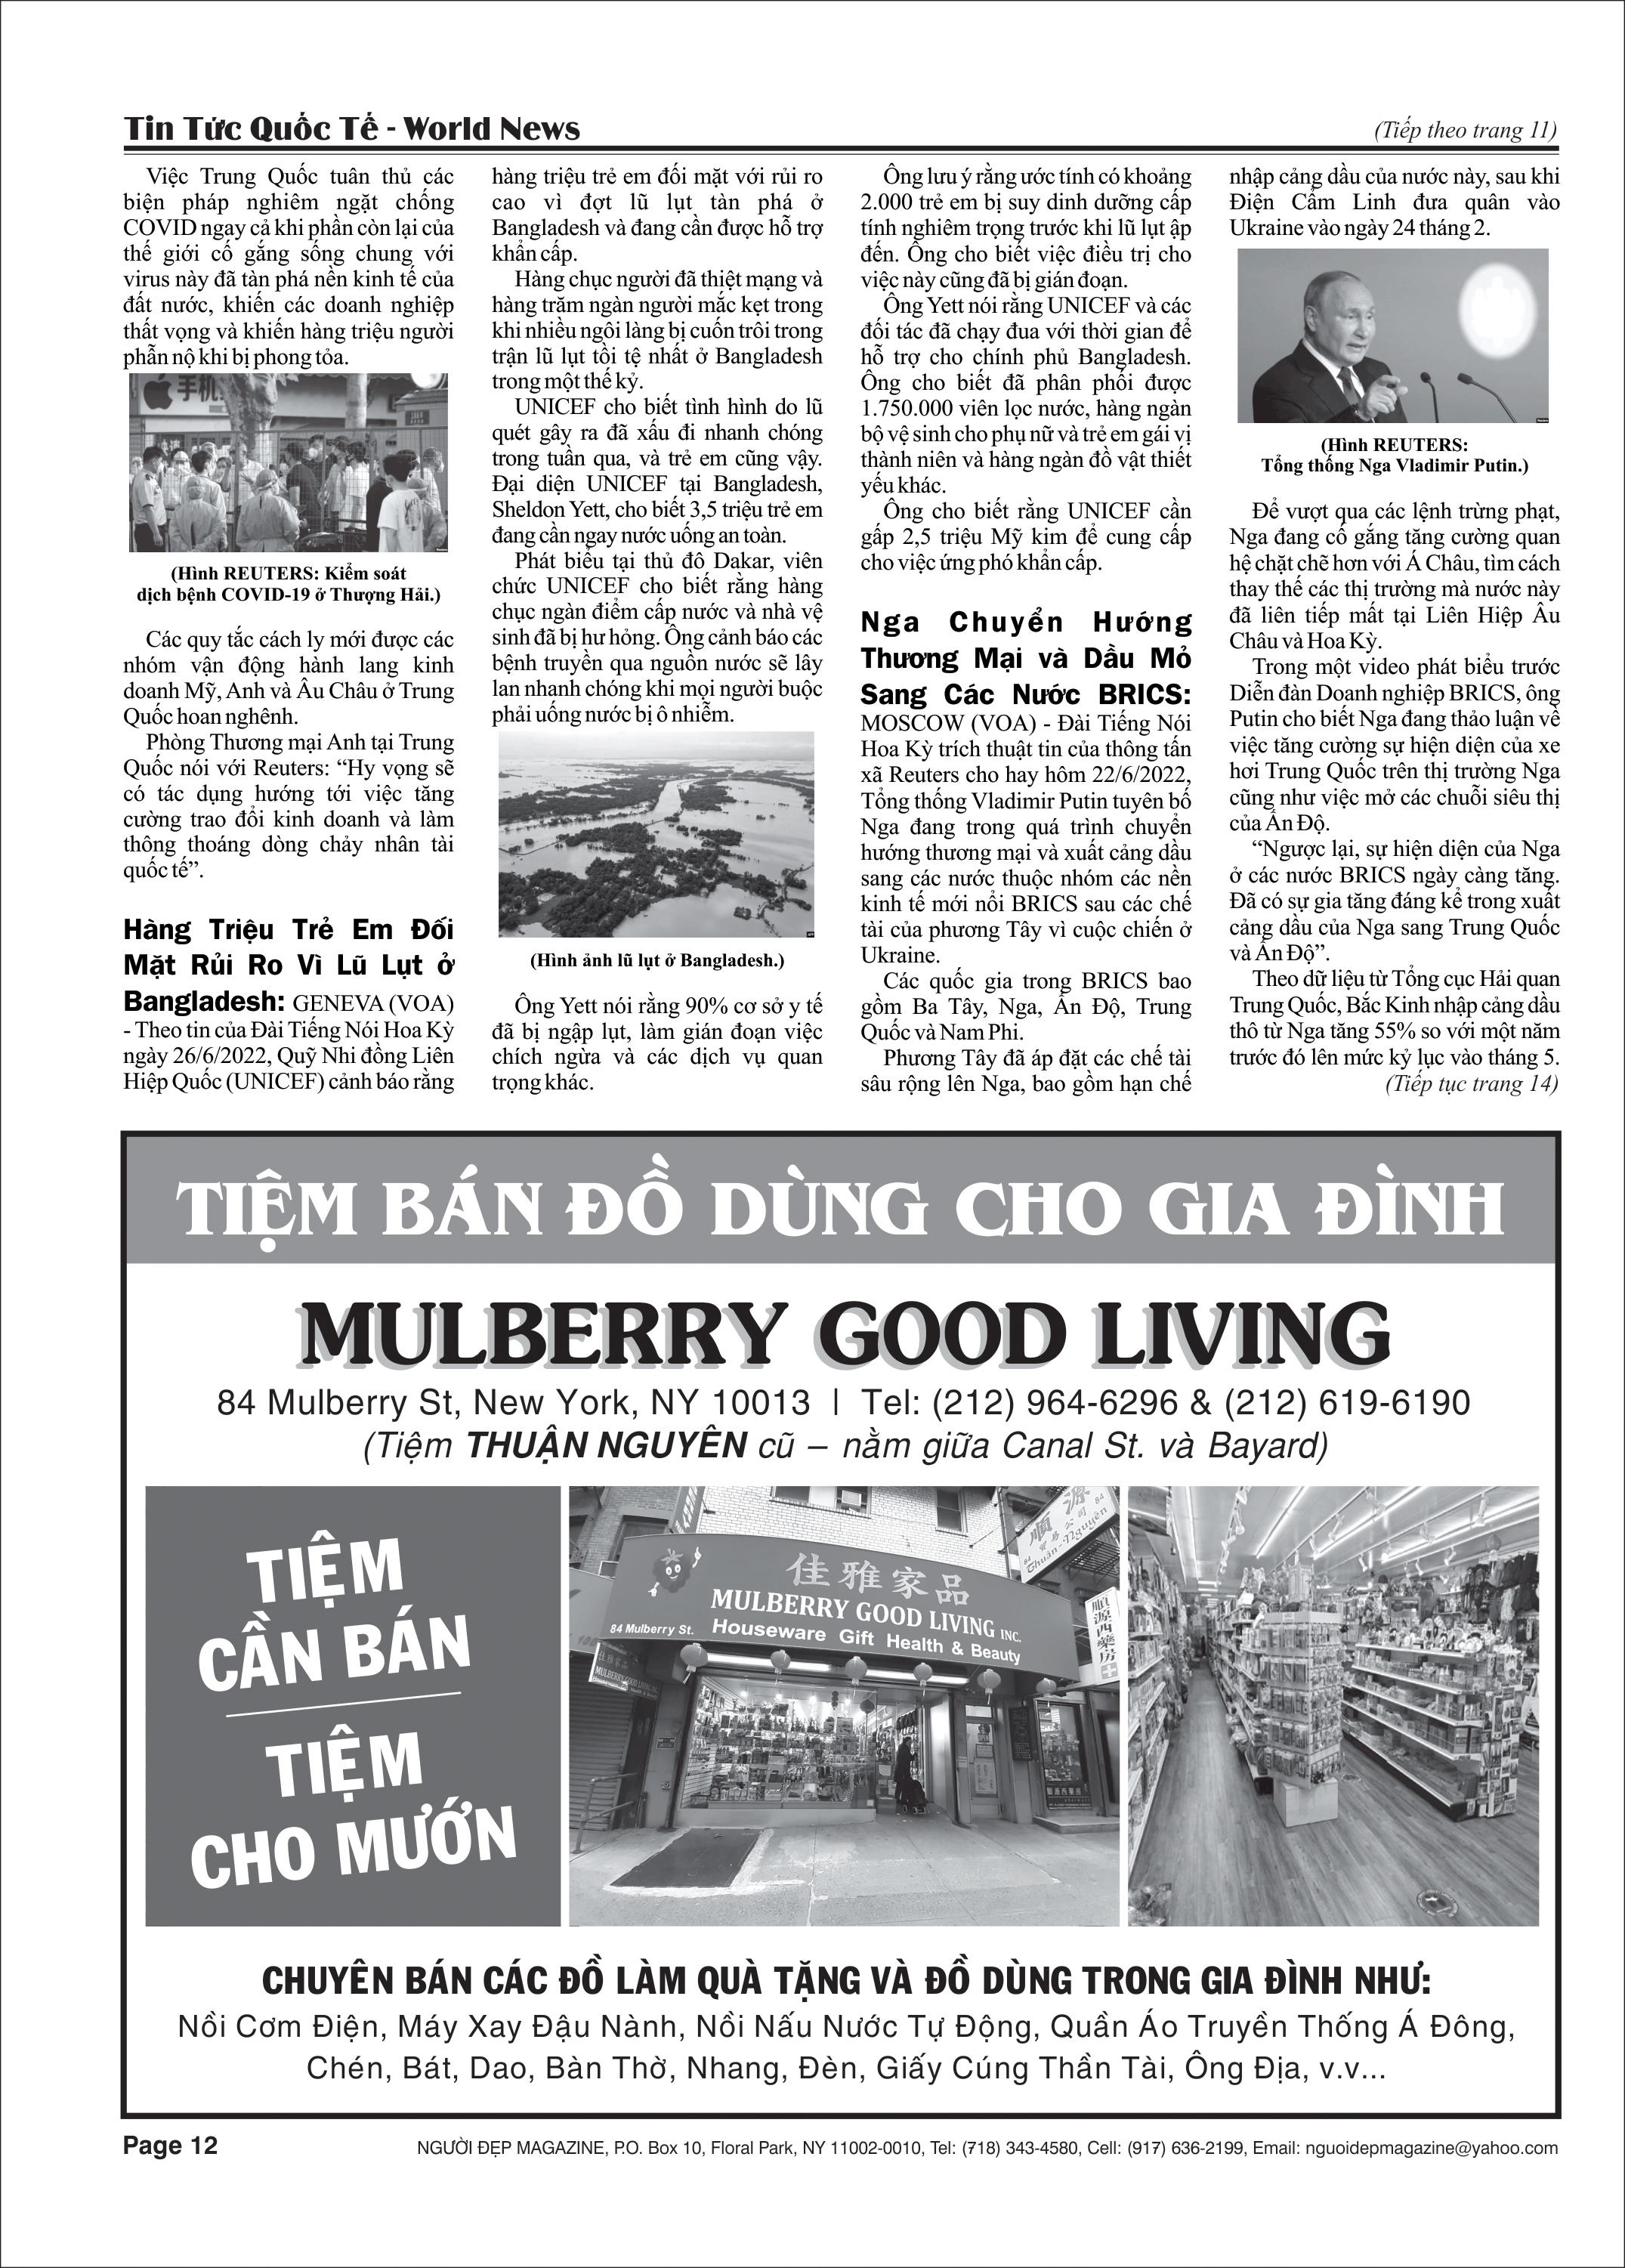 Tin Tức Quốc Tế - World News
(Tiếp theo trang 11)
Việc Trung Quốc tuân thủ các
biện pháp nghiêm ngặt chống
COVID ngay cả khi phần còn lại của
thế giới cố gắng sống chung với
virus này đã tàn phá nền kinh tế của
đất nước, khiến các doanh nghiệp
thất vọng và khiến hàng triệu người
phẫn nộ khi bị phong tỏa.
手机
(Hình REUTERS: Kiểm soát
dịch bệnh COVID-19 ở Thượng Hải.)
Các quy tắc cách ly mới được các
nhóm vận động hành lang kinh
doanh Mỹ, Anh và Âu Châu ở Trung
Quốc hoan nghênh.
Phòng Thương mại Anh tại Trung
Quốc nói với Reuters: “Hy vọng sẽ
có tác dụng hướng tới việc tăng
cường trao đổi kinh doanh và làm
thông thoáng dòng chảy nhân tài
quốc tế”.
Hàng Triệu Trẻ Em Đối
Mặt Rủi Ro Vì Lũ Lụt ở
Bangladesh: GENEVA (VOA)
- Theo tin của Đài Tiếng Nói Hoa Kỳ
ngày 26/6/2022, Quỹ Nhi đồng Liên
Hiệp Quốc (UNICEF) cảnh báo rằng
hàng triệu trẻ em đối mặt với rủi ro
cao vì đợt lũ lụt tàn phá ở
Bangladesh và đang cần được hỗ trợ
khẩn cấp.
Hàng chục người đã thiệt mạng và
hàng trăm ngàn người mắc kẹt trong
khi nhiều ngôi làng bị cuốn trôi trong
trận lũ lụt tồi tệ nhất ở Bangladesh
trong một thế kỷ.
UNICEF cho biết tình hình do lũ
quét gây ra đã xấu đi nhanh chóng
trong tuần qua, và trẻ em cũng vậy.
Đại diện UNICEF tại Bangladesh,
Sheldon Yett, cho biết 3,5 triệu trẻ em
đang cần ngay nước uống an toàn.
Phát biểu tại thủ đô Dakar, viên
chức UNICEF cho biết rằng hàng
chục ngàn điểm cấp nước và nhà vệ
sinh đã bị hư hỏng. Ông cảnh báo các
bệnh truyền qua nguồn nước sẽ lây
lan nhanh chóng khi mọi người buộc
phải uống nước bị ô nhiễm.
(Hình ảnh lũ lụt ở Bangladesh.)
Ông Yett nói rằng 90% cơ sở y tế
đã bị ngập lụt, làm gián đoạn việc
chích ngừa và các dịch vụ quan
trọng khác.
Ông lưu ý rằng ước tính có khoảng
2.000 trẻ em bị suy dinh dưỡng cấp
tính nghiêm trọng trước khi lũ lụt ập
đến. Ông cho biết việc điều trị cho
việc này cũng đã bị gián đoạn.
Ông Yett nói rằng UNICEF và các
đối tác đã chạy đua với thời gian để
hỗ trợ cho chính phủ Bangladesh.
Ông cho biết đã phân phối được
1.750.000 viên lọc nước, hàng ngàn
bộ vệ sinh cho phụ nữ và trẻ em gái vị
thành niên và hàng ngàn đồ vật thiết
yếu khác.
Ông cho biết rằng UNICEF cần
gấp 2,5 triệu Mỹ kim để cung cấp
cho việc ứng phó khẩn cấp.
Nga Chuyển Hướng
Thương Mại và Dầu Mỏ
Sang Các Nước BRICS:
MOSCOW (VOA) - Đài Tiếng Nói
Hoa Kỳ trích thuật tin của thông tấn
xã Reuters cho hay hôm 22/6/2022,
Tổng thống Vladimir Putin tuyên bố
Nga đang trong quá trình chuyển
hướng thương mại và xuất cảng dầu
sang các nước thuộc nhóm các nền
kinh tế mới nổi BRICS sau các chế
tài của phương Tây vì cuộc chiến ở
Ukraine.
Các quốc gia trong BRICS bao
gồm Ba Tây, Nga, Ấn Độ, Trung
Quốc và Nam Phi.
Phương Tây đã áp đặt các chế tài
sâu rộng lên Nga, bao gồm hạn chế
nhập cảng dầu của nước này, sau khi
Điện Cẩm Linh đưa quân vào
Ukraine vào ngày 24 tháng 2.
(Hình REUTERS:
Tổng thống Nga Vladimir Putin.)
Để vượt qua các lệnh trừng phạt,
Nga đang cố gắng tăng cường quan
hệ chặt chẽ hơn với Á Châu, tìm cách
thay thế các thị trường mà nước này
đã liên tiếp mất tại Liên Hiệp Âu
Châu và Hoa Kỳ.
Trong một video phát biểu trước
Diễn đàn Doanh nghiệp BRICS, ông
Putin cho biết Nga đang thảo luận về
việc tăng cường sự hiện diện của xe
hơi Trung Quốc trên thị trường Nga
cũng như việc mở các chuỗi siêu thị
của Ấn Độ.
“Ngược lại, sự hiện diện của Nga
ở các nước BRICS ngày càng tăng.
Đã có sự gia tăng đáng kể trong xuất
cảng dầu của Nga sang Trung Quốc
và Ấn Độ”.
Theo dữ liệu từ Tổng cục Hải quan
Trung Quốc, Bắc Kinh nhập cảng dầu
thô từ Nga tăng 55% so với một năm
trước đó lên mức kỷ lục vào tháng 5.
(Tiếp tục trang 14)
TIỆM BÁN ĐỒ DÙNG CHO GIA ĐÌNH
MULBERRY GOOD LIVING
84 Mulberry St, New York, NY 10013 | Tel: (212) 964-6296 & (212) 619-6190
(Tiệm THUẬN NGUYÊN cũ – nằm giữa Canal St. và Bayard)
TIỆM
CẦN BÁN
TIỆM
CHO MƯỚN
佳雅家品
MULBERRY GOOD LIVING INC.
84 Mulberry St. Houseware Gift Health & Beauty
順源
84
貿易公司
84 Thuân-Nguyên
順源西藥房
佳雅家品
MULBERRY GOOD LIVING INC.
CHUYÊN BÁN CÁC ĐỒ LÀM QUÀ TẶNG VÀ ĐỒ DÙNG TRONG GIA ĐÌNH NHƯ:
Nồi Cơm Điện, Máy Xay Đậu Nành, Nồi Nấu Nước Tự Động, Quần Áo Truyền Thống Á Đông,
Chén, Bát, Dao, Bàn Thờ, Nhang, Đèn, Giấy Cúng Thần Tài, Ông Địa, v.v...
Page 12
NGƯỜI ĐẸP MAGAZINE, P.O. Box 10, Floral Park, NY 11002-0010, Tel: (718) 343-4580, Cell: (917) 636-2199, Email: nguoidepmagazine@yahoo.com